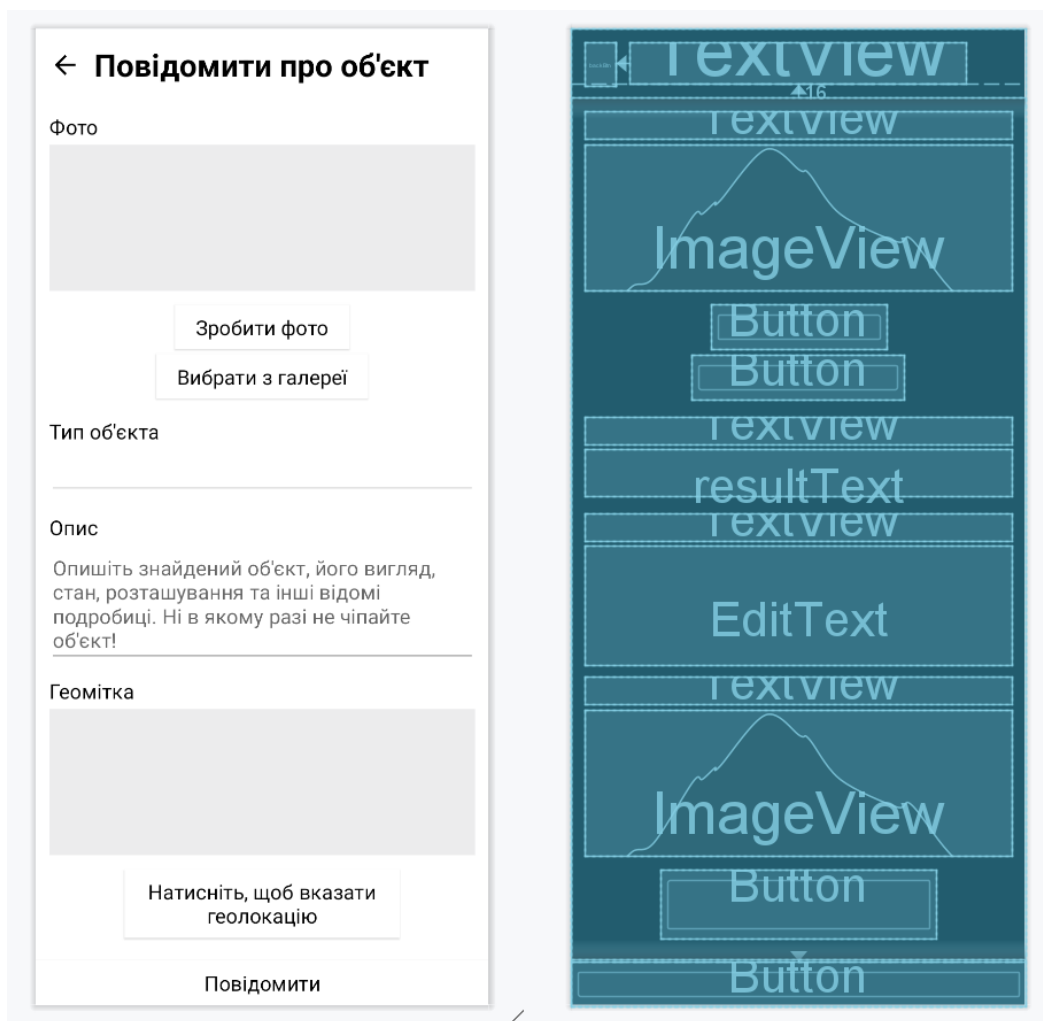 ← Повідомити про об'єкт
Фото
Зробити фото
Вибрати з галереї
Тип об'єкта
Опис
Опишіть знайдений об'єкт, його вигляд,
стан, розташування та інші відомі
подробиці. Ні в якому разі не чіпайте
об'єкт!
Геомітка
Натисніть, щоб вказати
геолокацію
Повідомити
TextView
16
TextView
ImageView
Button
Button
TextView
resultText
TextView
EditText
TextView
ImageView
Button
Button